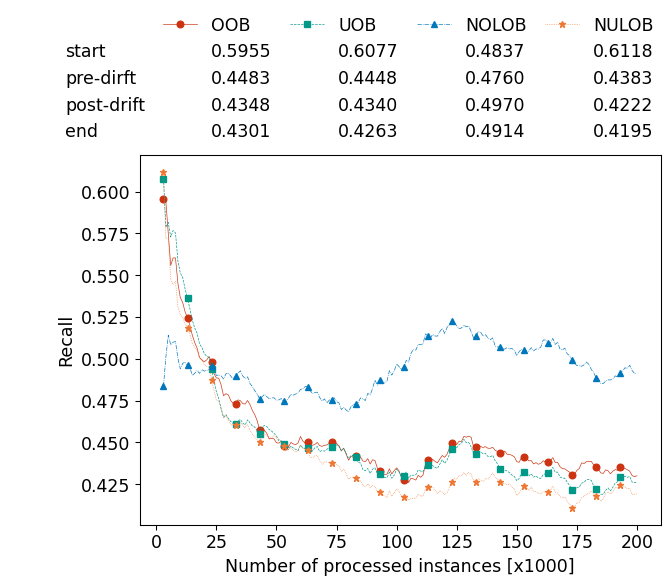 OOB UOB NOLOB NULOB
start 0.5955 0.6077 0.4837 0.6118
pre-dirft 0.4483 0.4448 0.4760 0.4383
post-drift 0.4348 0.4340 0.4970 0.4222
end 0.4301 0.4263 0.4914 0.4195
0.600
0.575
0.550
0.525
0.500
0.475
0.450
0.425
Recall
0 25 50 75 100 125 150 175 200
Number of processed instances [x1000]